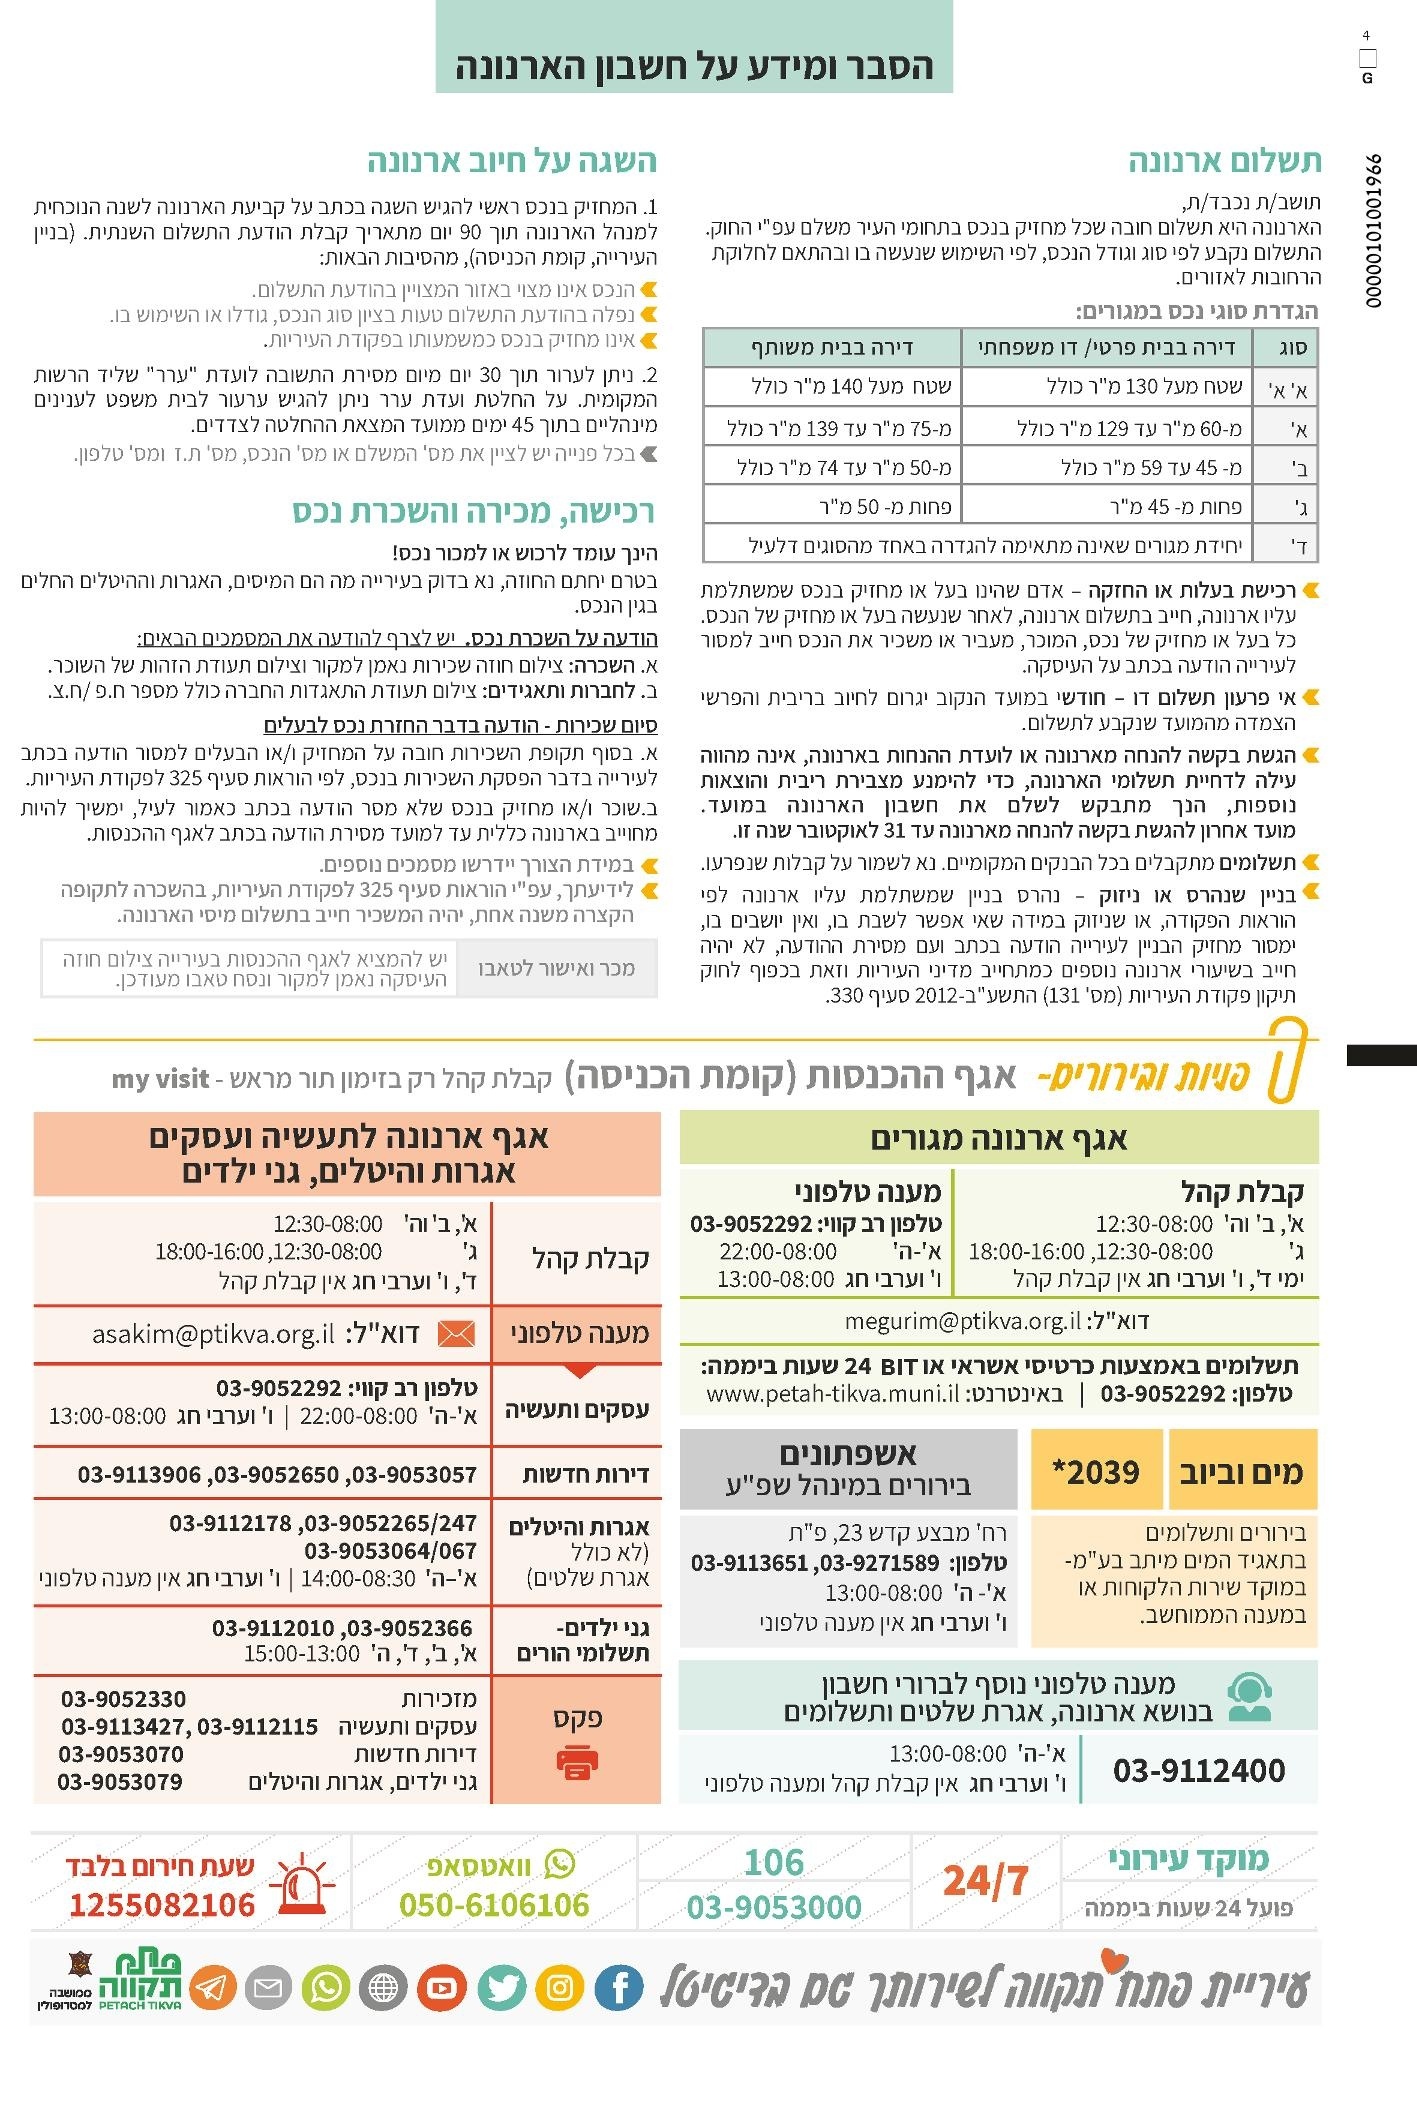 הסבר ומידע על חשבון הארנונה
4
G
00000101001966
תשלום ארנונה
תושב/ת נכבד/ת,
הארנונה היא תשלום חובה שכל מחזיק בנכס בתחומי העיר משלם עפ"י החוק.
התשלום נקבע לפי סוג וגודל הנכס, לפי השימוש שנעשה בו ובהתאם לחלוקת
הרחובות לאזורים.
הגדרת סוגי נכס במגורים:
סוג דירה בבית פרטי/ דו משפחתי דירה בבית משותף
א' א' שטח מעל 130 מ"ר כולל שטח מעל 140 מ"ר כולל
א' מ-60 מ"ר עד 129 מ"ר כולל מ-75 מ"ר עד 139 מ"ר כולל
ב' מ- 45 עד 59 מ"ר כולל מ-50 מ"ר עד 74 מ"ר כולל
ג' פחות מ- 45 מ"ר פחות מ- 50 מ"ר
ד' יחידת מגורים שאינה מתאימה להגדרה באחד מהסוגים דלעיל
רכישת בעלות או החזקה – אדם שהינו בעל או מחזיק בנכס שמשתלמת
עליו ארנונה, חייב בתשלום ארנונה, לאחר שנעשה בעל או מחזיק של הנכס.
כל בעל או מחזיק של נכס, המוכר, מעביר או משכיר את הנכס חייב למסור
לעירייה הודעה בכתב על העיסקה.
אי פרעון תשלום דו – חודשי במועד הנקוב יגרום לחיוב בריבית והפרשי
הצמדה מהמועד שנקבע לתשלום.
הגשת בקשה להנחה מארנונה או לועדת ההנחות בארנונה, אינה מהווה
עילה לדחיית תשלומי הארנונה, כדי להימנע מצבירת ריבית והוצאות
נוספות, הנך מתבקש לשלם את חשבון הארנונה במועד.
מועד אחרון להגשת בקשה להנחה מארנונה עד 31 לאוקטובר שנה זו.
תשלומים מתקבלים בכל הבנקים המקומיים. נא לשמור על קבלות שנפרעו.
בניין שנהרס או ניזוק – נהרס בניין שמשתלמת עליו ארנונה לפי
הוראות הפקודה, או שניזוק במידה שאי אפשר לשבת בו, ואין יושבים בו,
ימסור מחזיק הבניין לעירייה הודעה בכתב ועם מסירת ההודעה, לא יהיה
חייב בשיעורי ארנונה נוספים כמתחייב מדיני העיריות וזאת בכפוף לחוק
תיקון פקודת העיריות (מס' 131) התשע"ב-2012 סעיף 330.
השגה על חיוב ארנונה
1. המחזיק בנכס ראשי להגיש השגה בכתב על קביעת הארנונה לשנה הנוכחית
למנהל הארנונה תוך 90 יום מתאריך קבלת הודעת התשלום השנתית. (בניין
העירייה, קומת הכניסה), מהסיבות הבאות:
הנכס אינו מצוי באזור המצויין בהודעת התשלום.
נפלה בהודעת התשלום טעות בציון סוג הנכס, גודלו או השימוש בו.
אינו מחזיק בנכס כמשמעותו בפקודת העיריות.
2. ניתן לערור תוך 30 יום מיום מסירת התשובה לועדת "ערר" שליד הרשות
המקומית. על החלטת ועדת ערר ניתן להגיש ערעור לבית משפט לענינים
מינהליים בתוך 45 ימים ממועד המצאת ההחלטה לצדדים.
בכל פנייה יש לציין את מס' המשלם או מס' הנכס, מס' ת.ז ומס' טלפון.
רכישה, מכירה והשכרת נכס
הינך עומד לרכוש או למכור נכס!
בטרם יחתם החוזה, נא בדוק בעירייה מה הם המיסים, האגרות וההיטלים החלים
בגין הנכס.
הודעה על השכרת נכס. יש לצרף להודעה את המסמכים הבאים:
א. השכרה: צילום חוזה שכירות נאמן למקור וצילום תעודת הזהות של השוכר.
ב. לחברות ותאגידים: צילום תעודת התאגדות החברה כולל מספר ח.פ /ח.צ.
סיום שכירות - הודעה בדבר החזרת נכס לבעלים
א. בסוף תקופת השכירות חובה על המחזיק ו/או הבעלים למסור הודעה בכתב
לעירייה בדבר הפסקת השכירות בנכס, לפי הוראות סעיף 325 לפקודת העיריות.
ב.שוכר ו/או מחזיק בנכס שלא מסר הודעה בכתב כאמור לעיל, ימשיך להיות
מחוייב בארנונה כללית עד למועד מסירת הודעה בכתב לאגף ההכנסות.
במידת הצורך יידרשו מסמכים נוספים.
לידיעתך, עפ"י הוראות סעיף 325 לפקודת העיריות, בהשכרה לתקופה
הקצרה משנה אחת, יהיה המשכיר חייב בתשלום מיסי הארנונה.
מכר ואישור לטאבו
יש להמציא לאגף ההכנסות בעירייה צילום חוזה
העיסקה נאמן למקור ונסח טאבו מעודכן.
פניות ובירורים- אגף ההכנסות (קומת הכניסה) קבלת קהל רק בזימון תור מראש - my visit
אגף ארנונה מגורים
קבלת קהל
א', ב' וה' 12:30-08:00
ג' 12:30-08:00, 18:00-16:00
ימי ד', ו' וערבי חג אין קבלת קהל
מענה טלפוני
טלפון רב קווי: 03-9052292
א'-ה' 22:00-08:00
ו' וערבי חג 13:00-08:00
דוא"ל: megurim@ptikva.org.il
תשלומים באמצעות כרטיסי אשראי או BIT 24 שעות ביממה:
טלפון: 03-9052292 | באינטרנט: www.petah-tikva.muni.il
מים וביוב
*2039
בירורים ותשלומים
בתאגיד המים מיתב בע"מ-
במוקד שירות הלקוחות או
במענה הממוחשב.
אשפתונים
בירורים במינהל שפ"ע
רח' מבצע קדש 23, פ"ת
טלפון: 03-9271589, 03-9113651
א'- ה' 13:00-08:00
ו' וערבי חג אין מענה טלפוני
מענה טלפוני נוסף לברורי חשבון
בנושא ארנונה, אגרת שלטים ותשלומים
03-9112400
א'-ה' 13:00-08:00
ו' וערבי חג אין קבלת קהל ומענה טלפוני
אגף ארנונה לתעשיה ועסקים
אגרות והיטלים, גני ילדים
קבלת קהל
א', ב' וה' 12:30-08:00
ג' 12:30-08:00, 18:00-16:00
ד', ו' וערבי חג אין קבלת קהל
מענה טלפוני
דוא"ל: asakim@ptikva.org.il
עסקים ותעשיה
טלפון רב קווי: 03-9052292
א'-ה' 22:00-08:00 | ו' וערבי חג 13:00-08:00
דירות חדשות
03-9053057, 03-9052650, 03-9113906
אגרות והיטלים
(לא כולל
אגרת שלטים)
03-9052265/247, 03-9112178
03-9053064/067
א'–ה' 14:00-08:30 | ו' וערבי חג אין מענה טלפוני
גני ילדים-
תשלומי הורים
03-9052366, 03-9112010
א', ב', ד', ה' 15:00-13:00
פקס
מזכירות 03-9052330
עסקים ותעשיה 03-9112115, 03-9113427
דירות חדשות 03-9053070
גני ילדים, אגרות והיטלים 03-9053079
מוקד עירוני
פועל 24 שעות ביממה
24/7
106
03-9053000
וואטסאפ
050-6106106
שעת חירום בלבד
1255082106
עיריית פתח תקווה לשירותך גם בדיגיטל
פתח
תקווה
PETACH TIKVA
ממושבה
למטרופולין